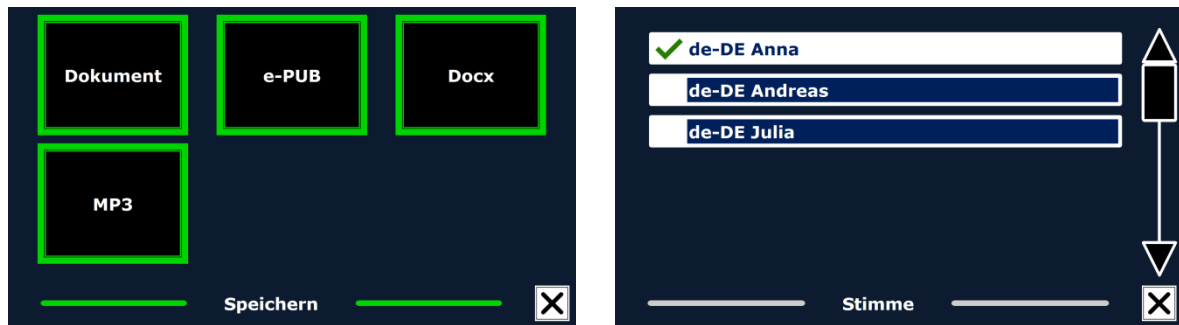 Dokument
e-PUB
Docx
MP3
Speichern
de-DE Anna
de-DE Andreas
de-DE Julia
Stimme